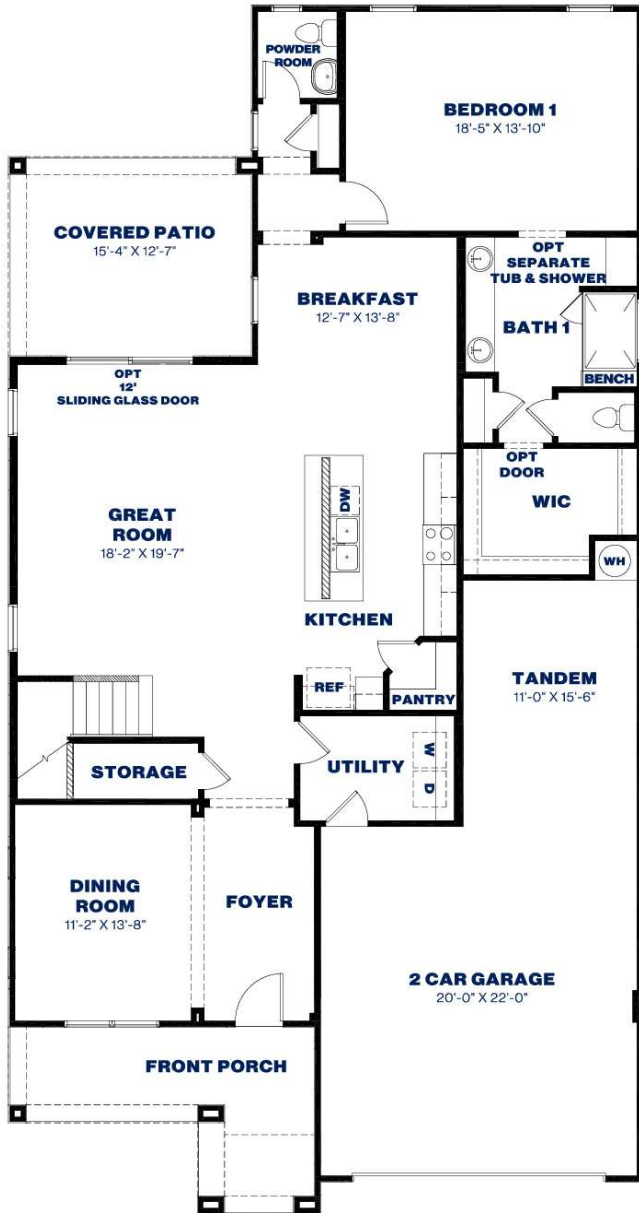 POWDER
ROOM
BEDROOM 1
18'-5" X 13'-10"
COVERED PATIO
15'-4" X 12'-7"
OPT
SEPARATE
TUB & SHOWER
BREAKFAST
12'-7" X 13'-8"
BATH 1
BENCH
OPT
12'
SLIDING GLASS DOOR
OPT
DOOR
WIC
DW
GREAT
ROOM
18'-2" X 19'-7"
WH
KITCHEN
TANDEM
11'-0" X 15'-6"
REF
PANTRY
STORAGE
UTILITY
W
D
DINING
ROOM
11'-2" X 13'-8"
FOYER
2 CAR GARAGE
20'-0" X 22'-0"
FRONT PORCH